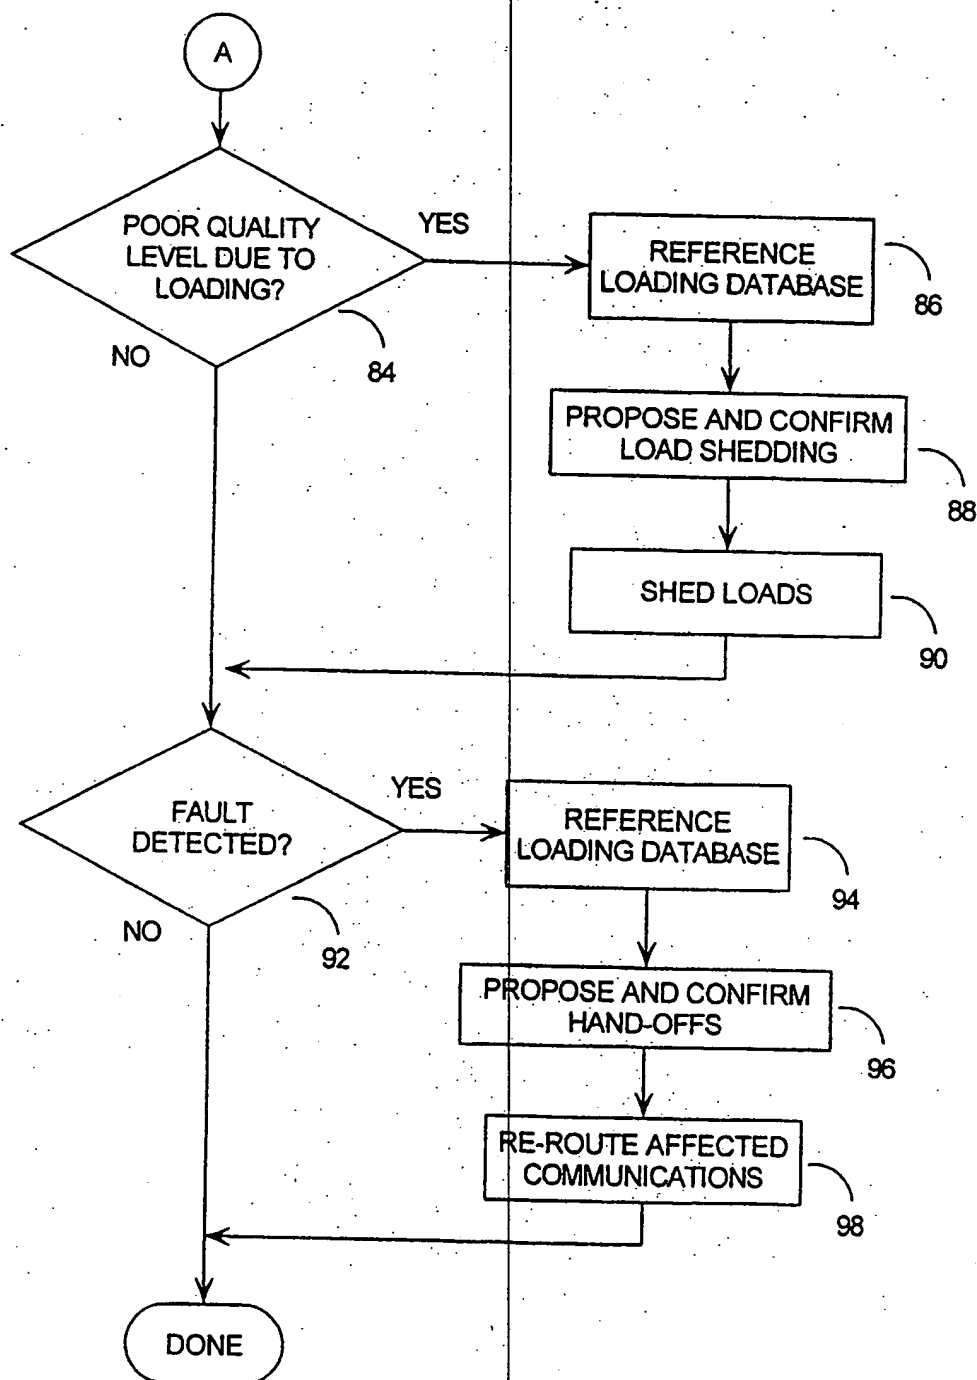 A
POOR QUALITY
LEVEL DUE TO
LOADING?
YES
NO
84
REFERENCE
LOADING DATABASE
86
PROPOSE AND CONFIRM
LOAD SHEDDING
88
SHED LOADS
90
FAULT
DETECTED?
YES
NO
92
REFERENCE
LOADING DATABASE
94
PROPOSE AND CONFIRM
HAND-OFFS
96
RE-ROUTE AFFECTED
COMMUNICATIONS
98
DONE